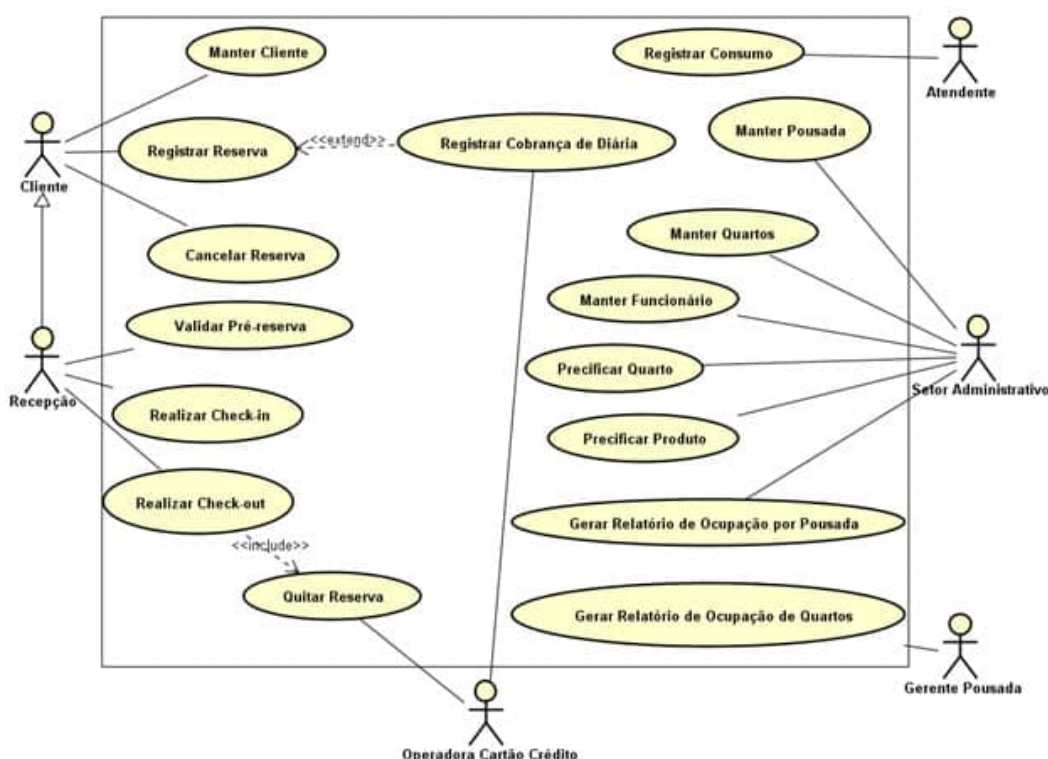 Manter Cliente
Registrar Consumo
Atendente
Manter Pousada
Registrar Reserva
<<extend>>
Registrar Cobrança de Diária
Cliente
Manter Quartos
Cancelar Reserva
Manter Funcionário
Validar Pré-reserva
Precificar Quarto
Setor Administrativo
Recepção
Realizar Check-in
Precificar Produto
Realizar Check-out
Gerar Relatório de Ocupação por Pousada
<<include>>
Quitar Reserva
Gerar Relatório de Ocupação de Quartos
Gerente Pousada
Operadora Cartão Crédito